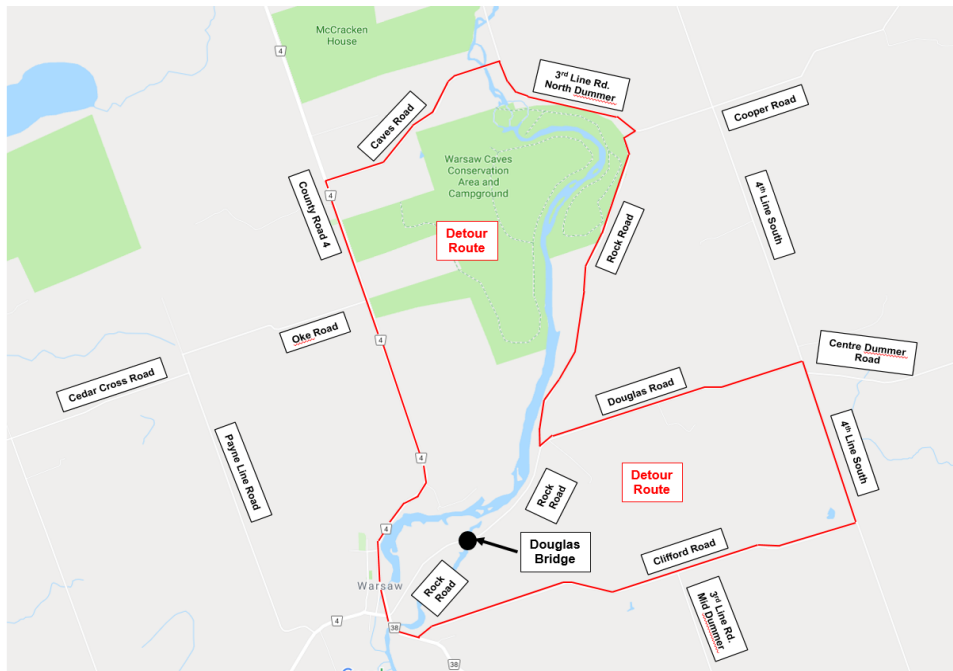 McCracken
House
4
3rd Line Rd.
North Dummer
Cooper Road
Caves Road
Warsaw Caves
Conservation
Area and
Campground
4
County Road 4
4th Line South
Detour
Route
Rock Road
Oke Road
4
Centre Dummer
Road
Cedar Cross Road
Douglas Road
Payne Line Road
4
4th Line South
Detour
Route
Rock
Road
4
Douglas
Bridge
Clifford Road
Warsaw
Rock
Road
3rd Line Rd.
Mid Dummer
4
38
38